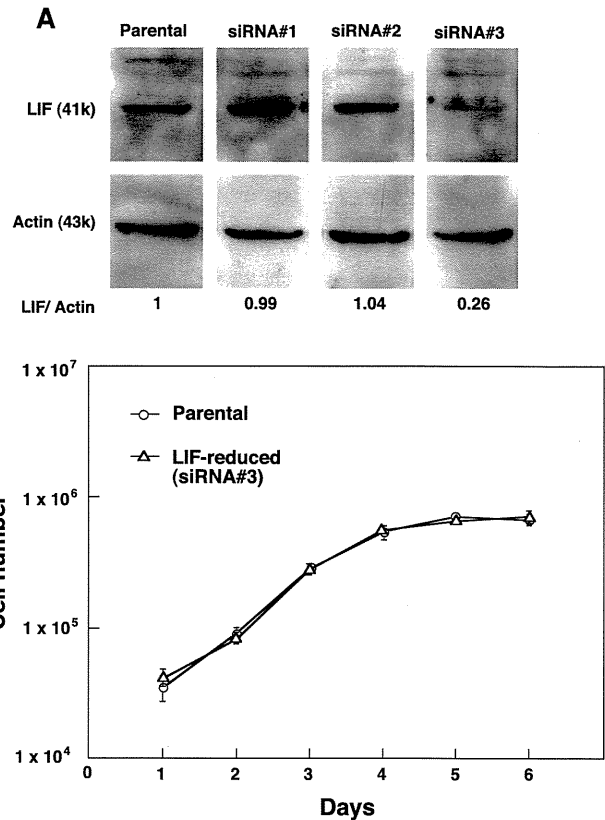 A
Parental siRNA#1 siRNA#2 siRNA#3
LIF (41k)
Actin (43k)
LIF/ Actin 1 0.99 1.04 0.26
1 x 10⁷
Parental
LIF-reduced
(siRNA#3)
1 x 10⁶
1 x 10⁵
1 x 10⁴
number
0 1 2 3 4 5 6
Days